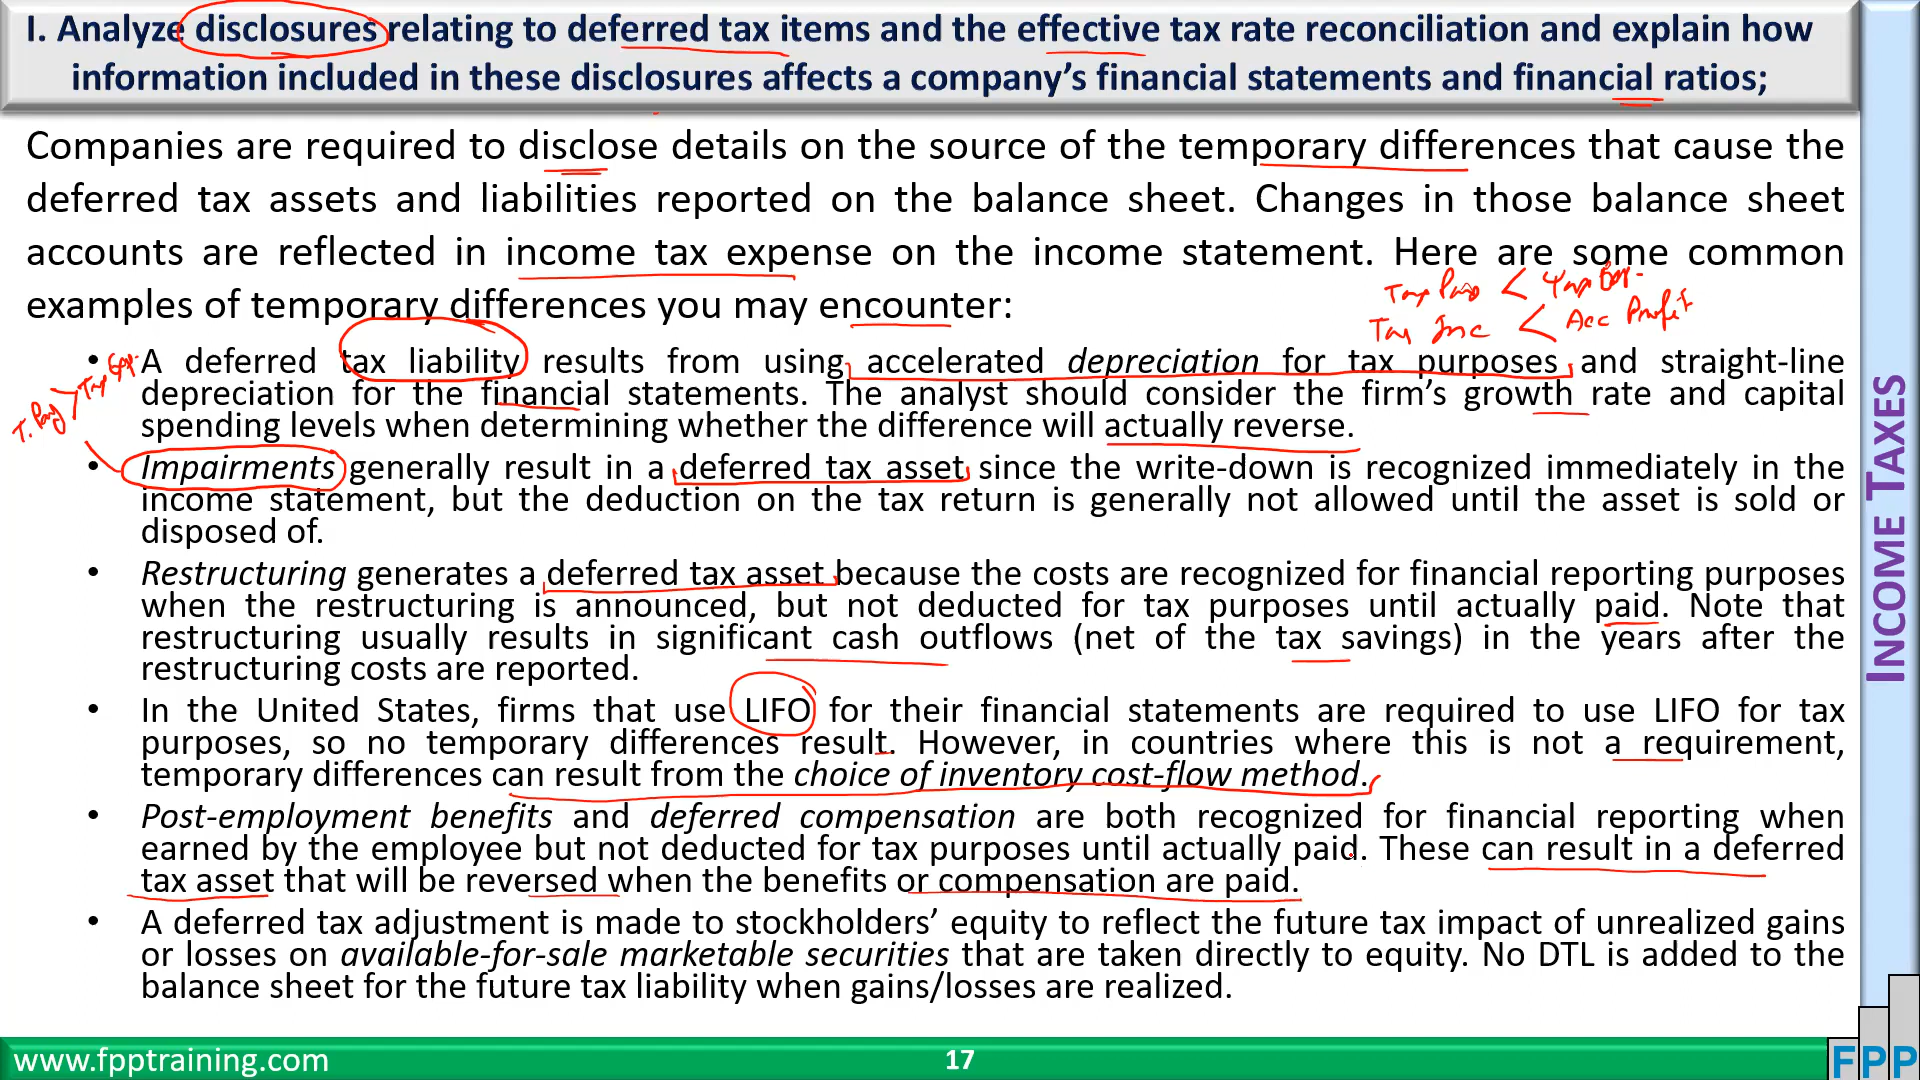 I. Analyze disclosures relating to deferred tax items and the effective tax rate reconciliation and explain how
information included in these disclosures affects a company's financial statements and financial ratios;
Companies are required to disclose details on the source of the temporary differences that cause the
deferred tax assets and liabilities reported on the balance sheet. Changes in those balance sheet
accounts are reflected in income tax expense on the income statement. Here are some common
examples of temporary differences you may encounter:
Tax Inc < Acc Profit
• A deferred tax liability results from using accelerated depreciation for tax purposes and straight-line
depreciation for the financial statements. The analyst should consider the firm's growth rate and capital
spending levels when determining whether the difference will actually reverse.
• Impairments generally result in a deferred tax asset since the write-down is recognized immediately in the
income statement, but the deduction on the tax return is generally not allowed until the asset is sold or
disposed of.
• Restructuring generates a deferred tax asset because the costs are recognized for financial reporting purposes
when the restructuring is announced, but not deducted for tax purposes until actually paid. Note that
restructuring usually results in significant cash outflows (net of the tax savings) in the years after the
restructuring costs are reported.
• In the United States, firms that use LIFO for their financial statements are required to use LIFO for tax
purposes, so no temporary differences result. However, in countries where this is not a requirement,
temporary differences can result from the choice of inventory cost-flow method.
• Post-employment benefits and deferred compensation are both recognized for financial reporting when
earned by the employee but not deducted for tax purposes until actually paid. These can result in a deferred
tax asset that will be reversed when the benefits or compensation are paid.
• A deferred tax adjustment is made to stockholders' equity to reflect the future tax impact of unrealized gains
or losses on available-for-sale marketable securities that are taken directly to equity. No DTL is added to the
balance sheet for the future tax liability when gains/losses are realized.
INCOME TAXES
www.fpptraining.com
17
FPP